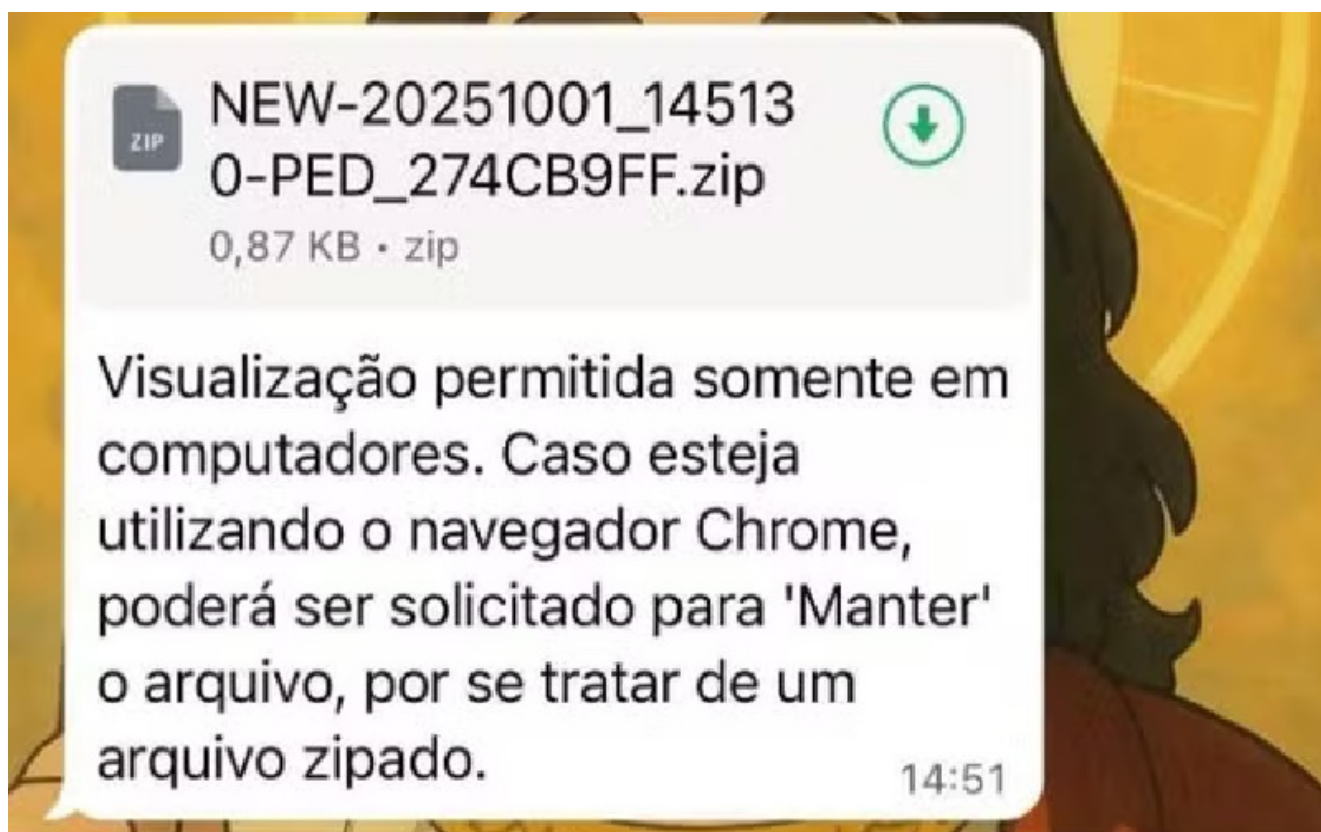 ZIP
NEW-20251001_14513
0-PED_274CB9FF.zip
0,87 KB • zip
Visualização permitida somente em
computadores. Caso esteja
utilizando o navegador Chrome,
poderá ser solicitado para 'Manter'
o arquivo, por se tratar de um
arquivo zipado.
14:51